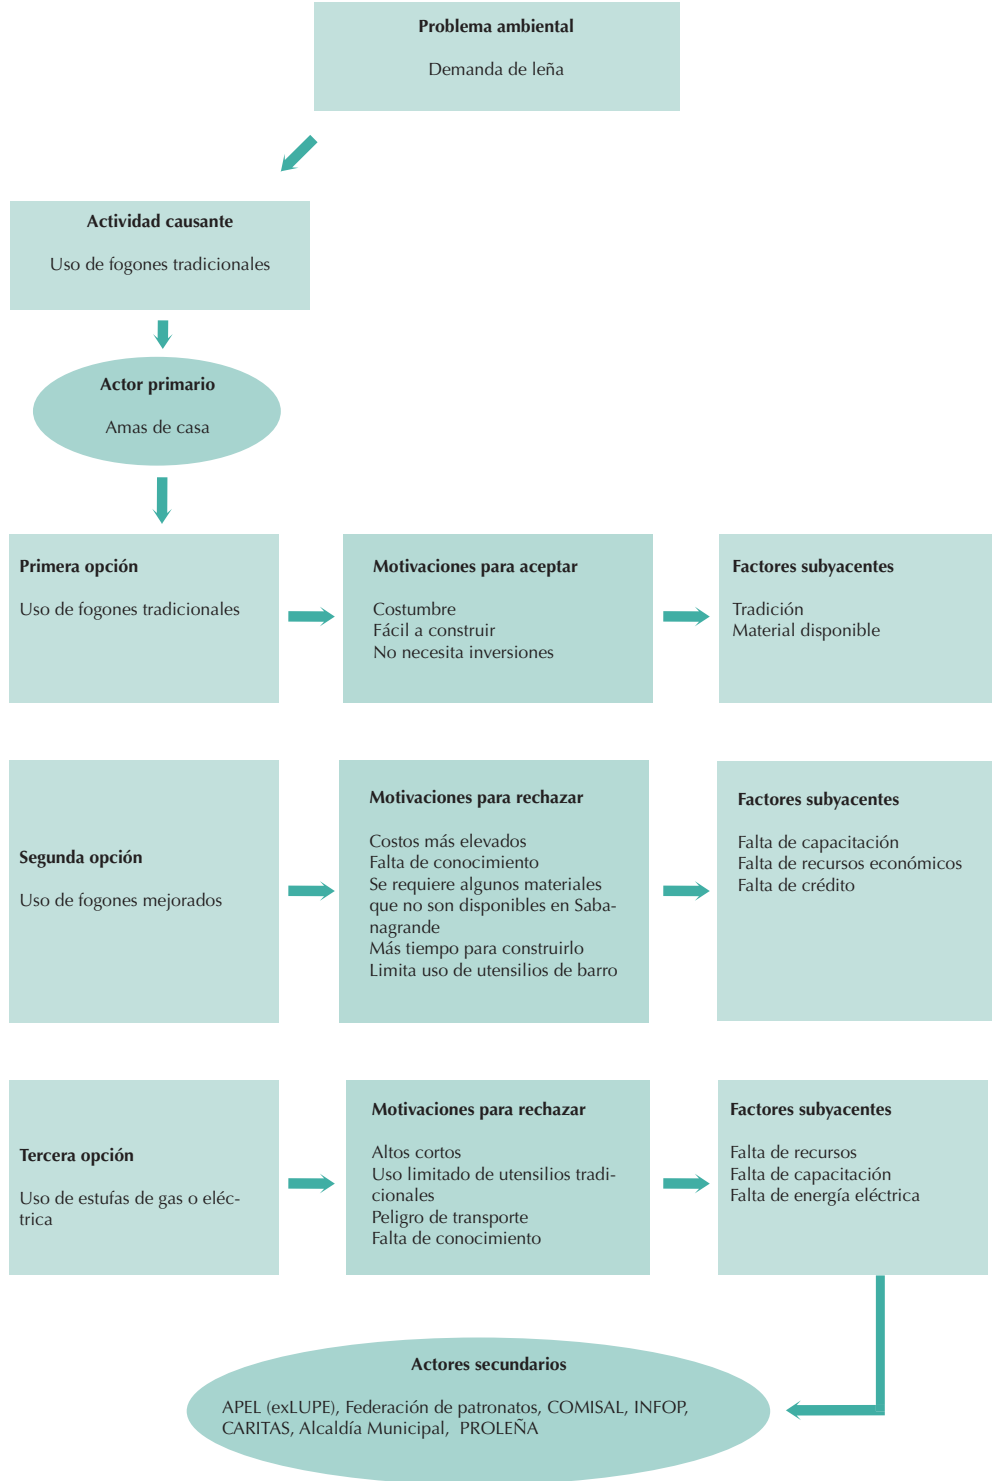 Problema ambiental
Demanda de leña
Actividad causante
Uso de fogones tradicionales
Actor primario
Amas de casa
Primera opción
Uso de fogones tradicionales
Motivaciones para aceptar
Costumbre
Fácil a construir
No necesita inversiones
Factores subyacentes
Tradición
Material disponible
Segunda opción
Uso de fogones mejorados
Motivaciones para rechazar
Costos más elevados
Falta de conocimiento
Se requiere algunos materiales
que no son disponibles en Saba-
nagrande
Más tiempo para construirlo
Limita uso de utensilios de barro
Factores subyacentes
Falta de capacitación
Falta de recursos económicos
Falta de crédito
Tercera opción
Uso de estufas de gas o eléc-
trica
Motivaciones para rechazar
Altos cortos
Uso limitado de utensilios tradi-
cionales
Peligro de transporte
Falta de conocimiento
Factores subyacentes
Falta de recursos
Falta de capacitación
Falta de energía eléctrica
Actores secundarios
APEL (exLUPE), Federación de patronatos, COMISAL, INFOP,
CARITAS, Alcaldía Municipal, PROLEÑA